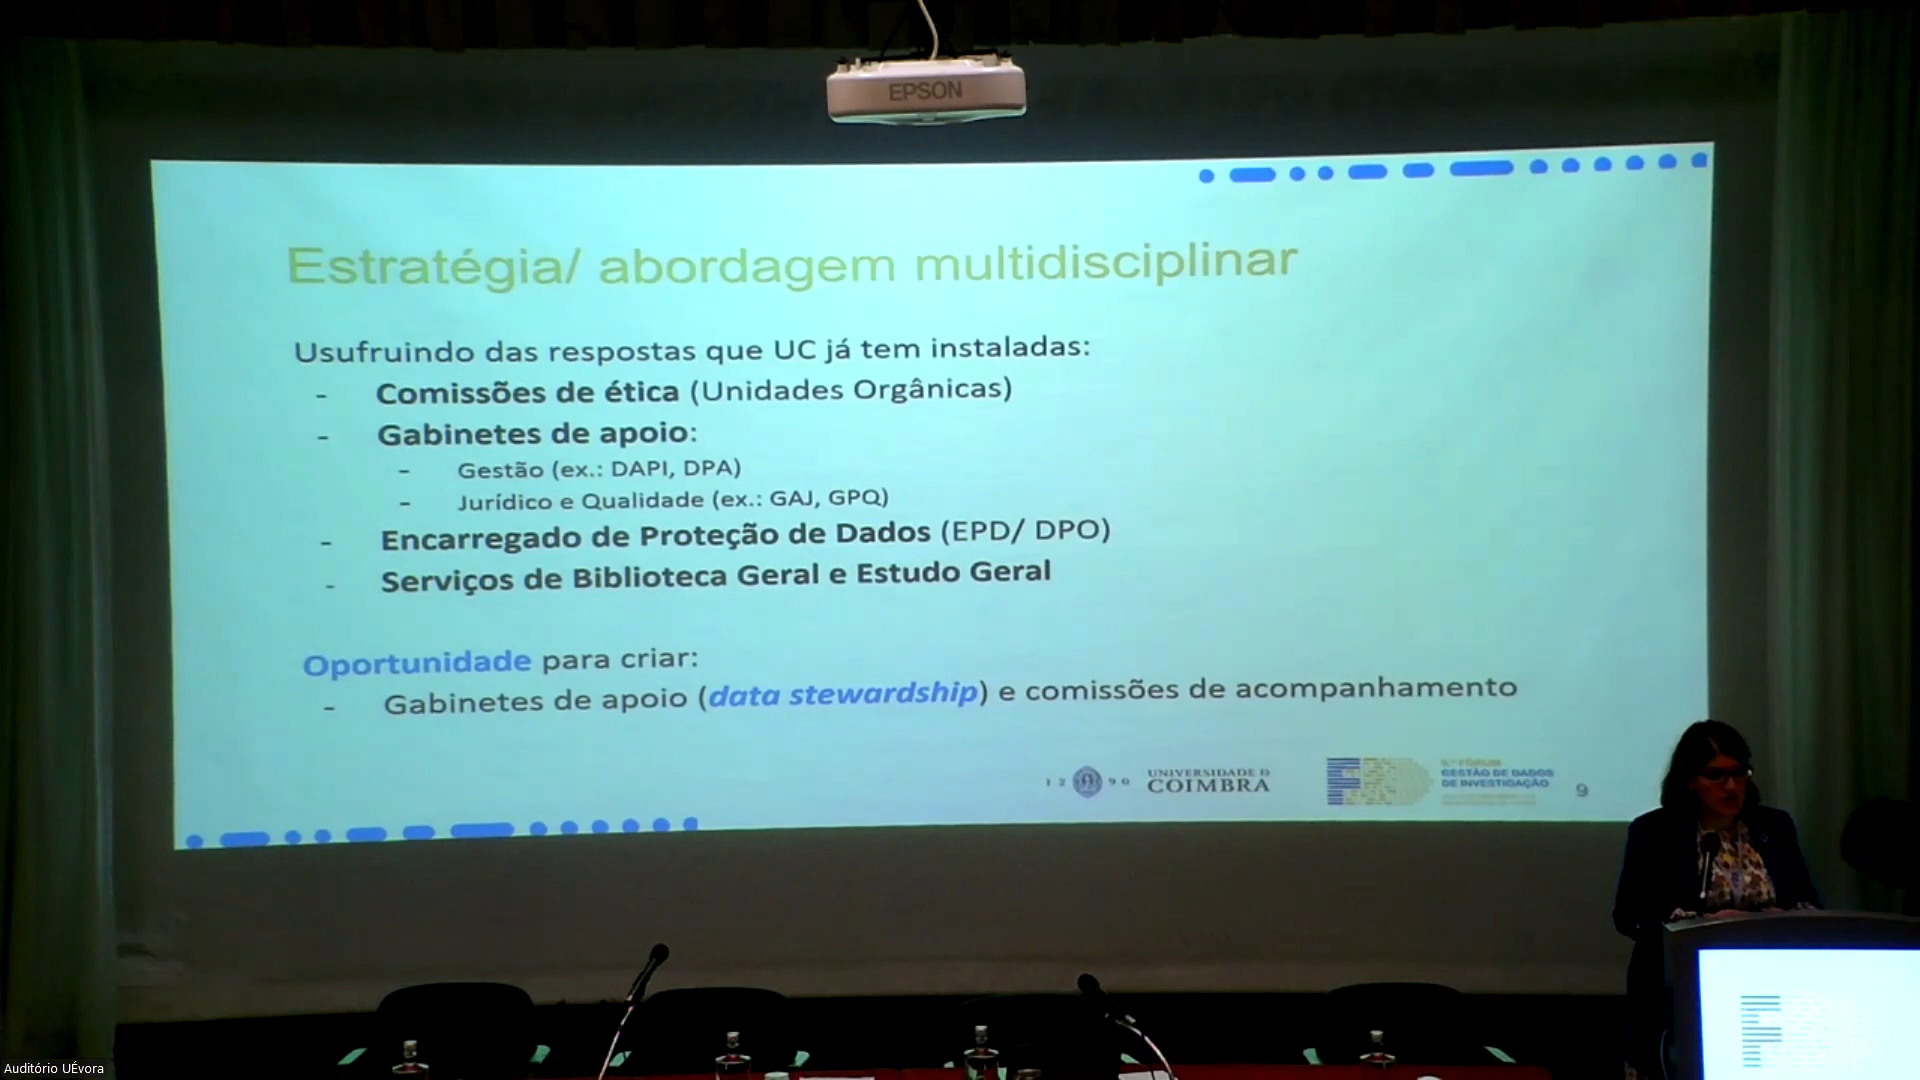 EPSON
Estratégia/ abordagem multidisciplinar
Usufruindo das respostas que UC já tem instaladas:
- Comissões de ética (Unidades Orgânicas)
- Gabinetes de apoio:
- Gestão (ex.: DAPI, DPA)
- Jurídico e Qualidade (ex.: GAJ, GPQ)
- Encarregado de Proteção de Dados (EPD/ DPO)
- Serviços de Biblioteca Geral e Estudo Geral
Oportunidade para criar:
- Gabinetes de apoio (data stewardship) e comissões de acompanhamento
12 90
UNIVERSIDADE D
COIMBRA
FÓRUM
GESTÃO DE DADOS
DE INVESTIGAÇÃO
9
Auditório UÉvora